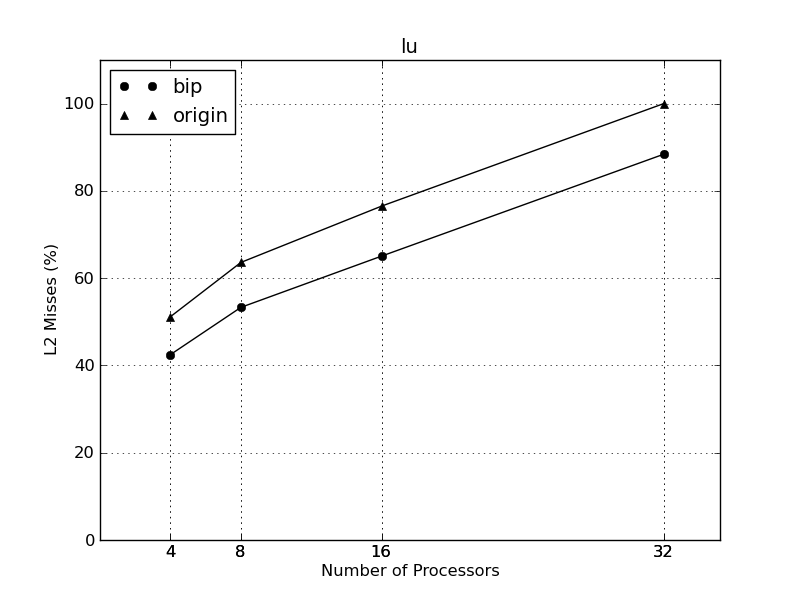 lu
bip
origin
100
80
60
40
20
0
L2 Misses (%)
4 8 16 32
Number of Processors